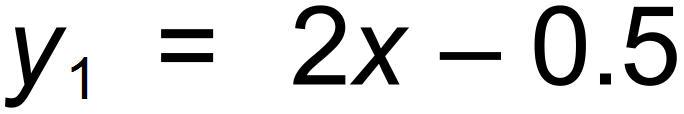 y₁ = 2x – 0.5